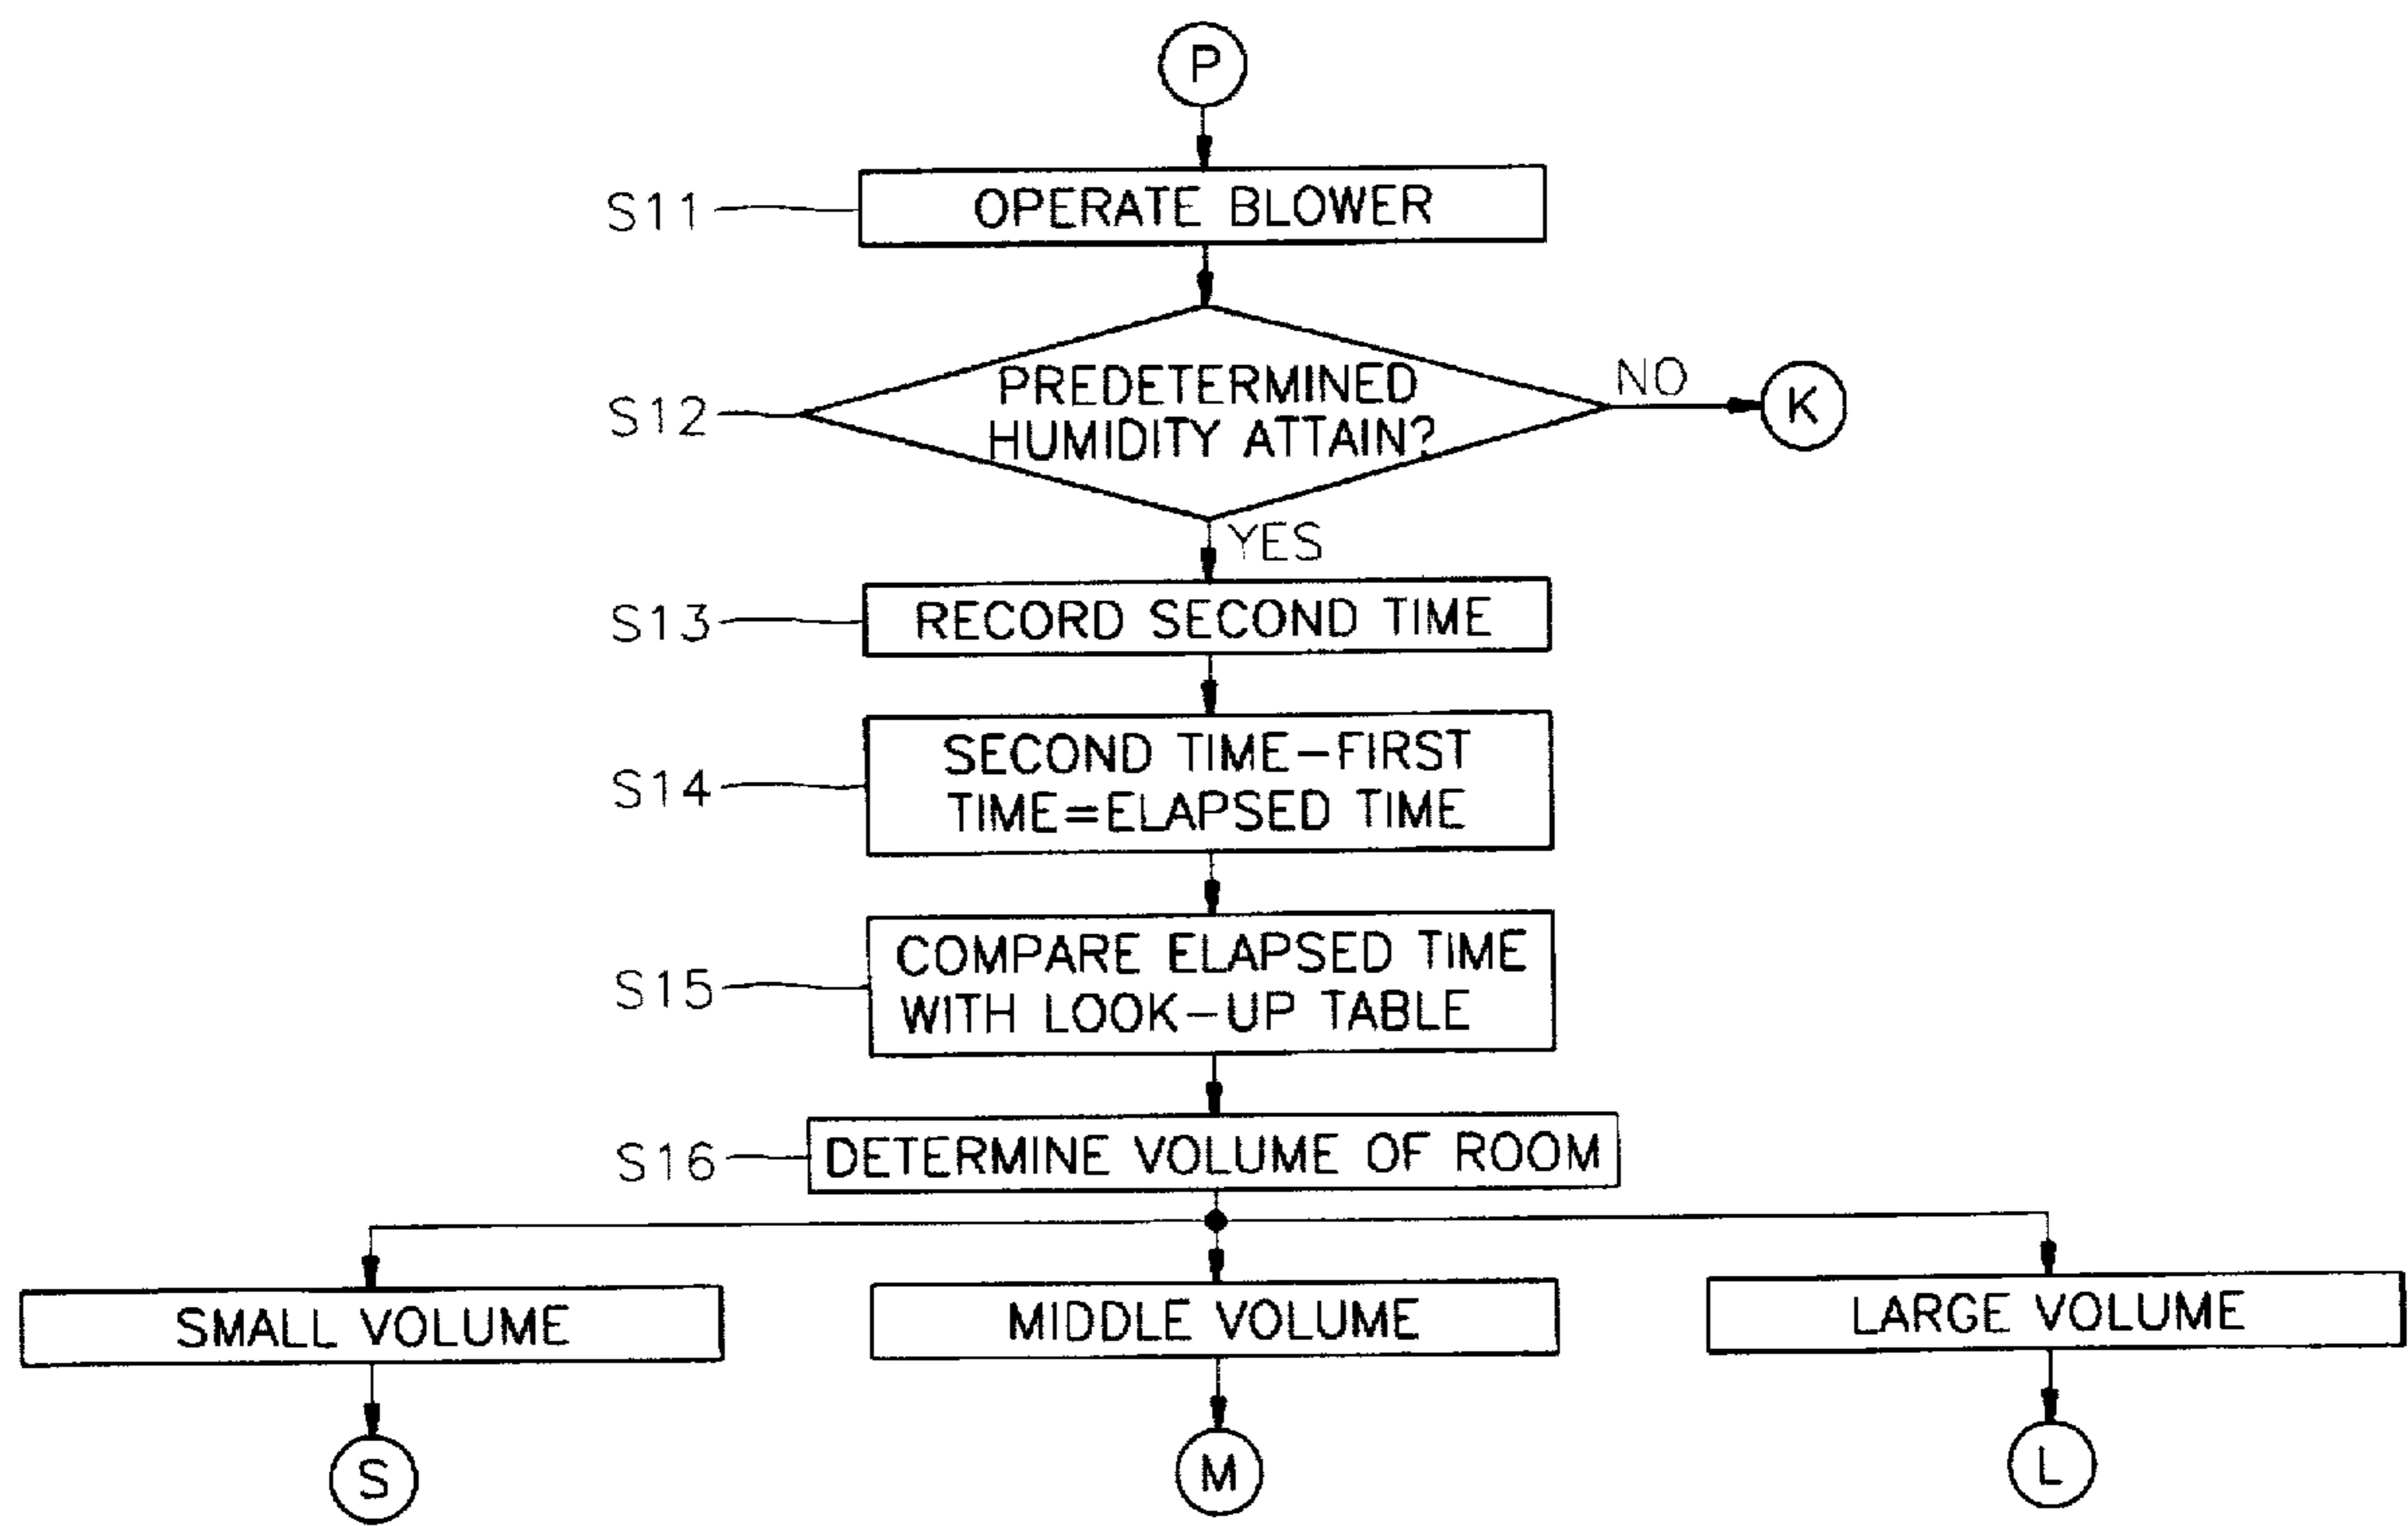 P
S11
OPERATE BLOWER
S12
PREDETERMINED
HUMIDITY ATTAIN?
NO
K
YES
S13
RECORD SECOND TIME
S14
SECOND TIME-FIRST
TIME=ELAPSED TIME
S15
COMPARE ELAPSED TIME
WITH LOOK-UP TABLE
S16
DETERMINE VOLUME OF ROOM
SMALL VOLUME
MIDDLE VOLUME
LARGE VOLUME
S
M
L